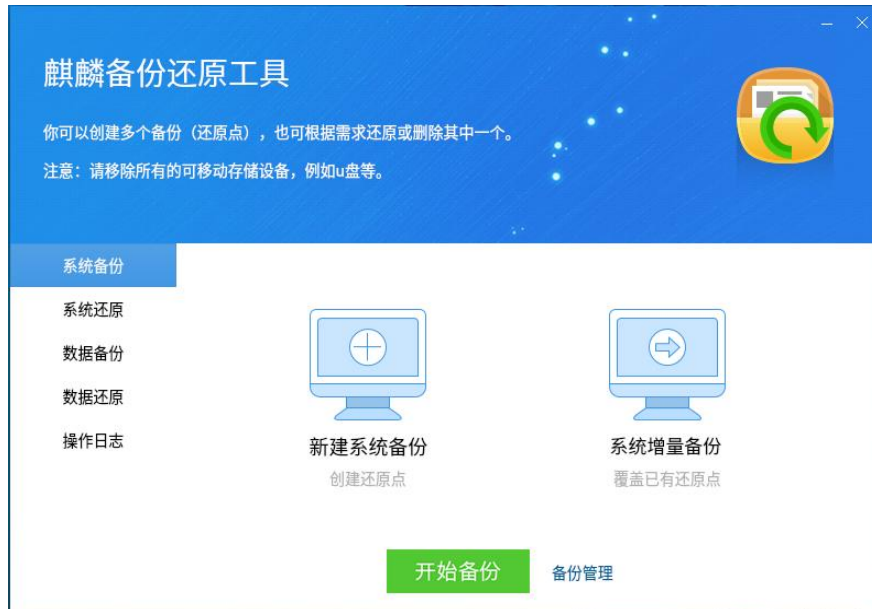 麒麟备份还原工具
你可以创建多个备份（还原点），也可根据需求还原或删除其中一个。
注意：请移除所有的可移动存储设备，例如u盘等。
系统备份
系统还原
数据备份
数据还原
操作日志
新建系统备份
创建还原点
系统增量备份
覆盖已有还原点
开始备份
备份管理